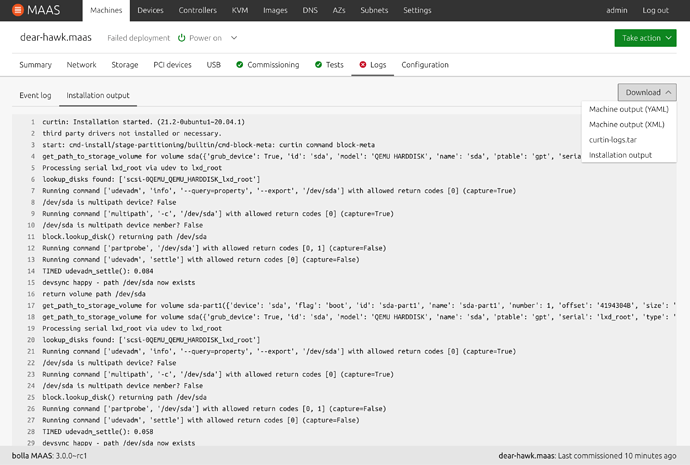 MAAS Machines Devices Controllers KVM Images DNS AZs Subnets Settings admin Log out
dear-hawk.maas Failed deployment Power on Take action
Summary Network Storage PCI devices USB Commissioning Tests Logs Configuration
Event log Installation output Download
Machine output (YAML)
Machine output (XML)
curtin-logs.tar
Installation output
1 curtin: Installation started. (21.2-0ubuntu1~20.04.1)
2 third party drivers not installed or necessary.
3 start: cmd-install/stage-partitioning/builtin/cmd-block-meta: curtin command block-meta
4 get_path_to_storage_volume for volume sda({'grub_device': True, 'id': 'sda', 'model': 'QEMU HARDDISK', 'name': 'sda', 'ptable': 'gpt', 'seria
5 Processing serial lxd_root via udev to lxd_root
6 lookup_disks found: ['scsi-0QEMU_QEMU_HARDDISK_lxd_root']
7 Running command ['udevadm', 'info', '--query=property', '--export', '/dev/sda'] with allowed return codes [0] (capture=True)
8 /dev/sda is multipath device? False
9 Running command ['multipath', '-c', '/dev/sda'] with allowed return codes [0] (capture=True)
10 /dev/sda is multipath device member? False
11 block.lookup_disk() returning path /dev/sda
12 Running command ['partprobe', '/dev/sda'] with allowed return codes [0, 1] (capture=False)
13 Running command ['udevadm', 'settle'] with allowed return codes [0] (capture=False)
14 TIMED udevadm_settle(): 0.084
15 devsync happy - path /dev/sda now exists
16 return volume path /dev/sda
17 get_path_to_storage_volume for volume sda-part1({'device': 'sda', 'flag': 'boot', 'id': 'sda-part1', 'name': 'sda-part1', 'number': 1, 'offset': '4194304B', 'size': '
18 get_path_to_storage_volume for volume sda({'grub_device': True, 'id': 'sda', 'model': 'QEMU HARDDISK', 'name': 'sda', 'ptable': 'gpt', 'serial': 'lxd_root', 'type': '
19 Processing serial lxd_root via udev to lxd_root
20 lookup_disks found: ['scsi-0QEMU_QEMU_HARDDISK_lxd_root']
21 Running command ['udevadm', 'info', '--query=property', '--export', '/dev/sda'] with allowed return codes [0] (capture=True)
22 /dev/sda is multipath device? False
23 Running command ['multipath', '-c', '/dev/sda'] with allowed return codes [0] (capture=True)
24 /dev/sda is multipath device member? False
25 block.lookup_disk() returning path /dev/sda
26 Running command ['partprobe', '/dev/sda'] with allowed return codes [0, 1] (capture=False)
27 Running command ['udevadm', 'settle'] with allowed return codes [0] (capture=False)
28 TIMED udevadm_settle(): 0.058
29 devsync happy - path /dev/sda now exists
bolla MAAS: 3.0.0~rc1 dear-hawk.maas: Last commissioned 10 minutes ago